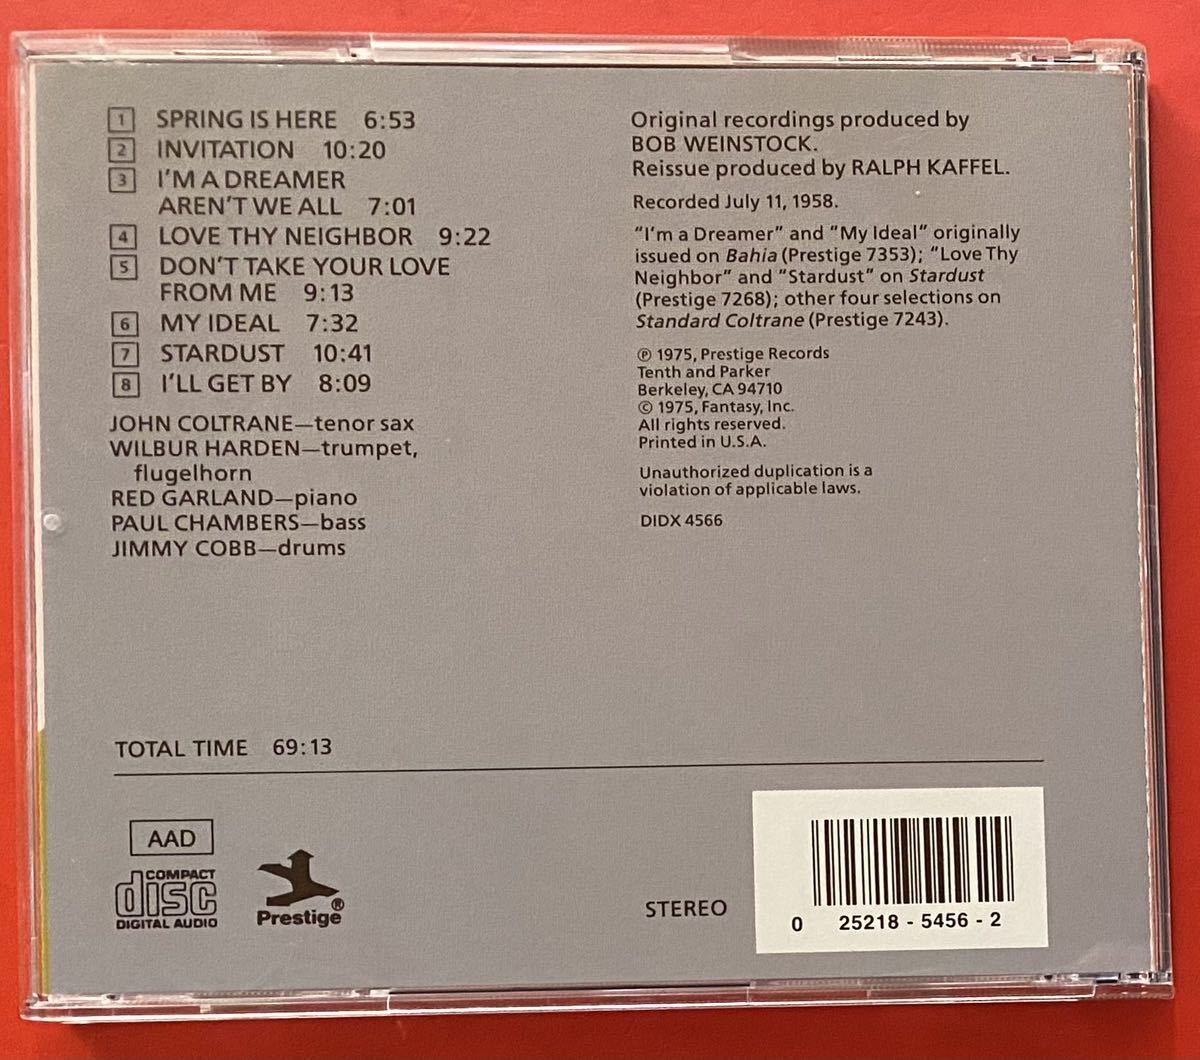 1 SPRING IS HERE 6:53
2 INVITATION 10:20
3 I'M A DREAMER
AREN'T WE ALL 7:01
4 LOVE THY NEIGHBOR 9:22
5 DON'T TAKE YOUR LOVE
FROM ME 9:13
6 MY IDEAL 7:32
7 STARDUST 10:41
8 I'LL GET BY 8:09
JOHN COLTRANE—tenor sax
WILBUR HARDEN—trumpet,
flugelhorn
RED GARLAND—piano
PAUL CHAMBERS—bass
JIMMY COBB—drums
Original recordings produced by
BOB WEINSTOCK.
Reissue produced by RALPH KAFFEL.
Recorded July 11, 1958.
"I'm a Dreamer" and "My Ideal" originally
issued on Bahia (Prestige 7353); "Love Thy
Neighbor" and "Stardust" on Stardust
(Prestige 7268); other four selections on
Standard Coltrane (Prestige 7243).
℗ 1975, Prestige Records
Tenth and Parker
Berkeley, CA 94710
© 1975, Fantasy, Inc.
All rights reserved.
Printed in U.S.A.
Unauthorized duplication is a
violation of applicable laws.
DIDX 4566
TOTAL TIME 69:13
AAD
COMPACT
disc
DIGITAL AUDIO
Prestige®
STEREO
0 25218 - 5456 - 2